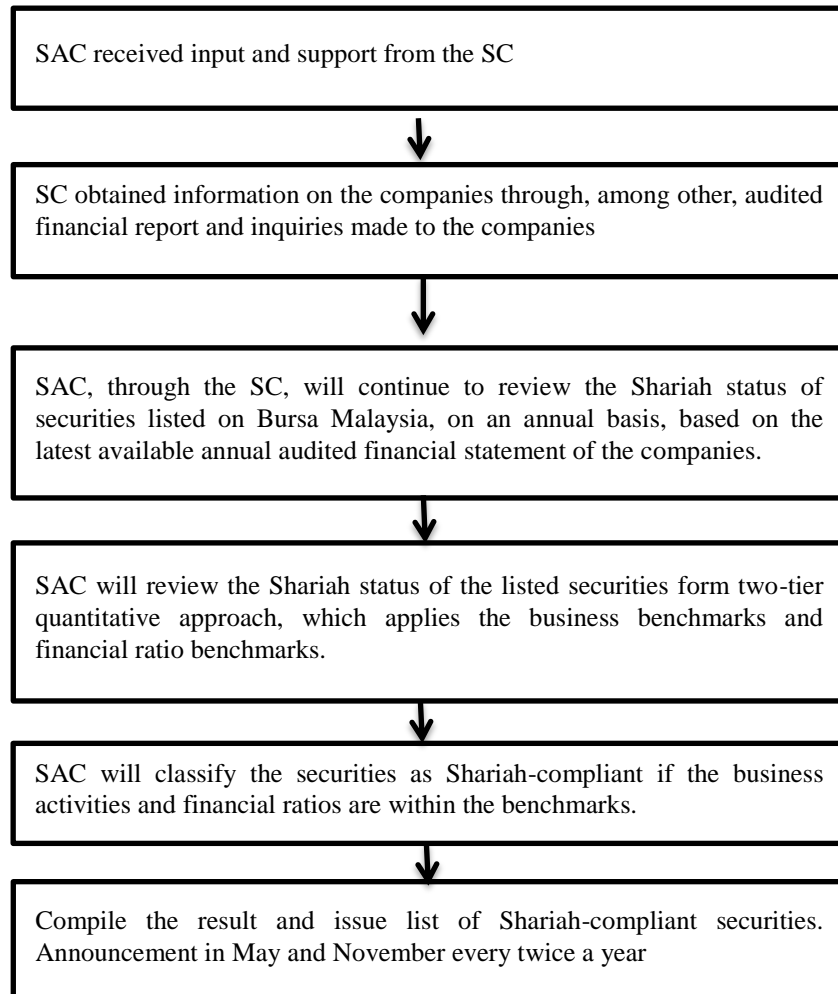 SAC received input and support from the SC
SC obtained information on the companies through, among other, audited
financial report and inquiries made to the companies
SAC, through the SC, will continue to review the Shariah status of
securities listed on Bursa Malaysia, on an annual basis, based on the
latest available annual audited financial statement of the companies.
SAC will review the Shariah status of the listed securities form two-tier
quantitative approach, which applies the business benchmarks and
financial ratio benchmarks.
SAC will classify the securities as Shariah-compliant if the business
activities and financial ratios are within the benchmarks.
Compile the result and issue list of Shariah-compliant securities.
Announcement in May and November every twice a year